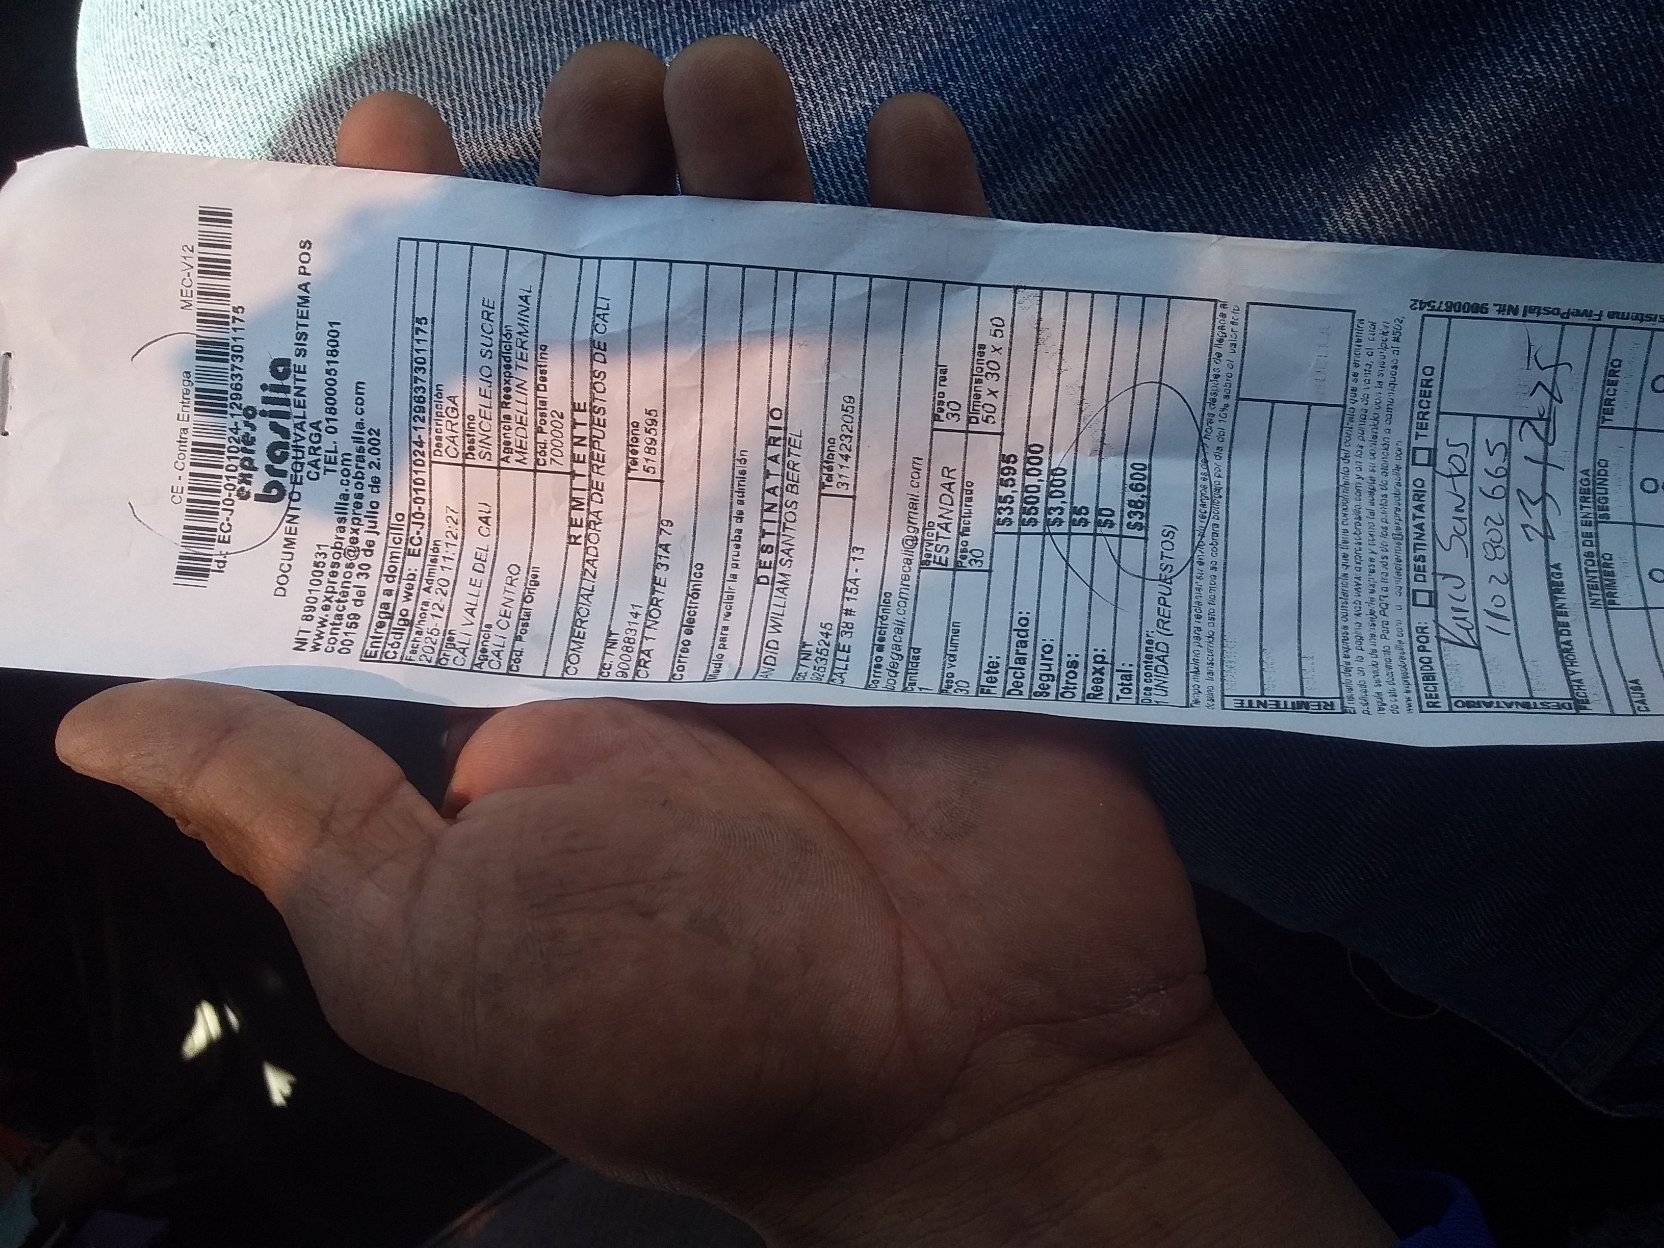 CE - Contra Entrega MEC-V12
Id.: EC-J0-0101024-129637301175
expreso
brasilia
DOCUMENTO EQUIVALENTE SISTEMA POS
CARGA
NIT 890100531 TEL. 018000518001
www.expresobrasilia.com
contactenos@expresobrasilia.com
00159 del 30 de julio de 2.002
Entrega a domicilio
Código web: EC-J0-0101024-129637301175
Fecha/hora Admisión Descripción
2025-12-20 11:12:27 CARGA
Origen Destino
CALI VALLE DEL CALI SINCELEJO SUCRE
Agencia Agencia Reexpedición
CALI CENTRO MEDELLIN TERMINAL
Cód. Postal Origen Cód. Postal Destino
700002
REMITENTE
COMERCIALIZADORA DE REPUESTOS DE CALI
CC. / NIT Teléfono
900883141 5189595
CRA 1 NORTE 31A 79
Correo electrónico
Medio para recibir la prueba de admisión
DESTINATARIO
ANDID WILLIAM SANTOS BERTEL
CC / NIT Teléfono
92535245 3114232059
CALLE 38 # 15A - 13
Correo electrónico
bodegacali.comrecali@gmail.com
Cantidad Servicio
1 ESTANDAR
Peso volumen Peso facturado Peso real Dimensiones
30 30 30 50 X 30 X 50
Flete: $35,595
Declarado: $500,000
Seguro: $3,000
Otros: $5
Reexp: $0
Total: $38,600
Dice contener:
1 UNIDAD (REPUESTOS)
REMITENTE
RECIBIDO POR: DESTINATARIO TERCERO
Santos
1102802665
23 12-25
DESTINATARIO
FECHA Y HORA DE ENTREGA
INTENTOS DE ENTREGA
PRIMERO SEGUNDO TERCERO
CAUSA
sistema FivePostal Nit. 900067542